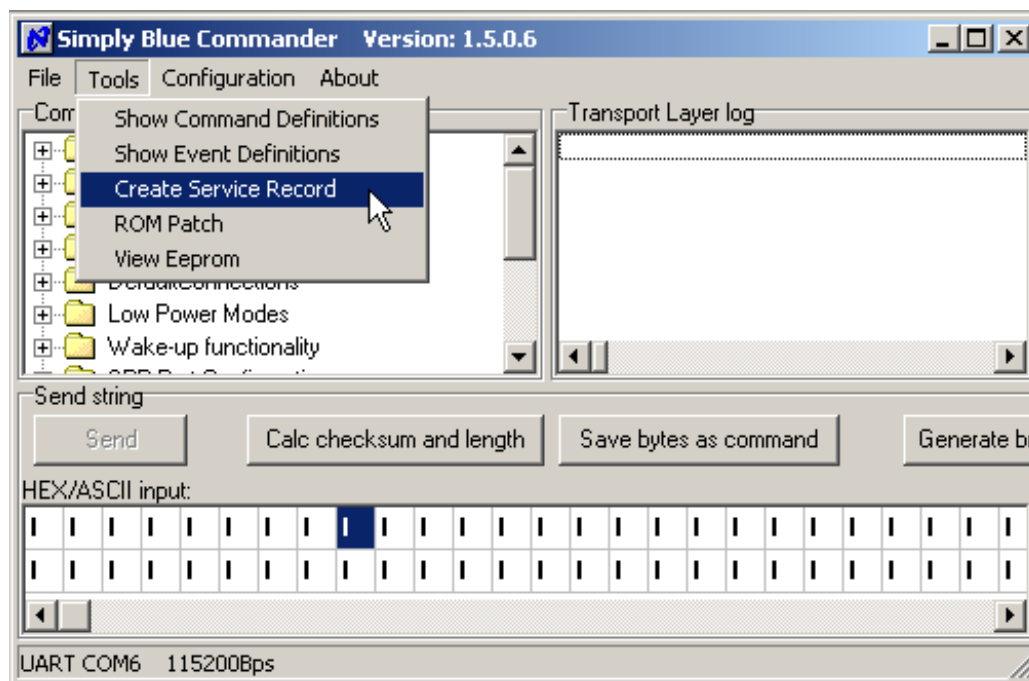 Simply Blue Commander Version: 1.5.0.6
File Tools Configuration About
Show Command Definitions
Show Event Definitions
Create Service Record
ROM Patch
View Eeprom
Transport Layer log
Low Power Modes
Wake-up functionality
Send string
Send Calc checksum and length Save bytes as command Generate
HEX/ASCII input:
UART COM6 115200Bps